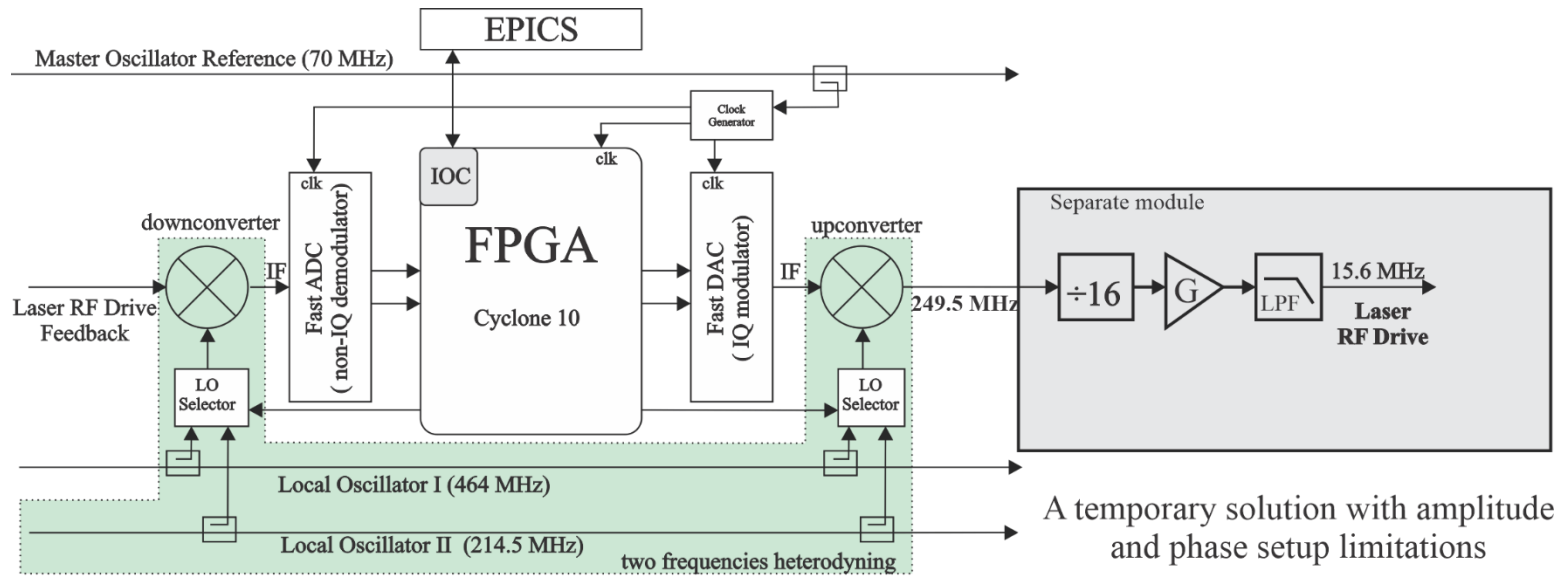 EPICS
Master Oscillator Reference (70 MHz)
Clock
Generator
clk
clk
clk
IOC
Fast ADC
( non-IQ demodulator)
FPGA
Cyclone 10
Fast DAC
( IQ modulator)
downconverter
IF
Laser RF Drive
Feedback
upconverter
IF
249.5 MHz
LO
Selector
LO
Selector
Separate module
÷16
G
LPF
15.6 MHz
Laser
RF Drive
Local Oscillator I (464 MHz)
Local Oscillator II (214.5 MHz)
two frequencies heterodyning
A temporary solution with amplitude
and phase setup limitations